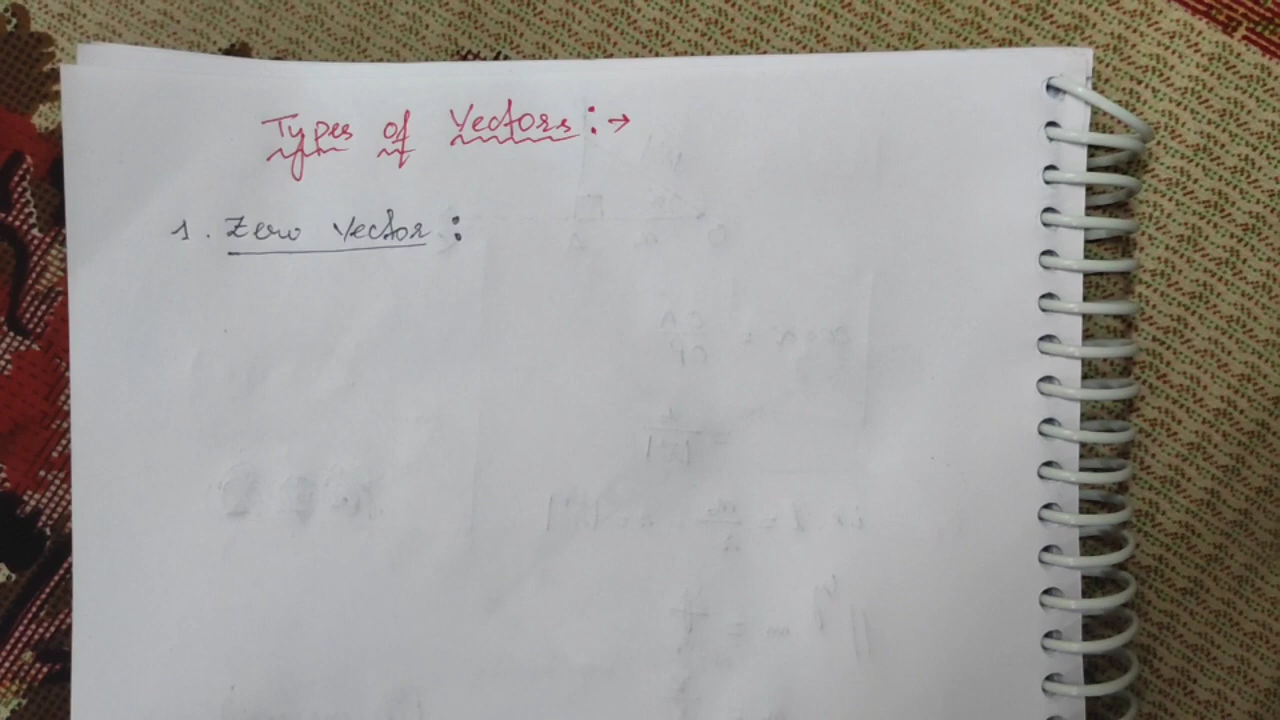 Types of Vectors :→
1. Zero Vector :